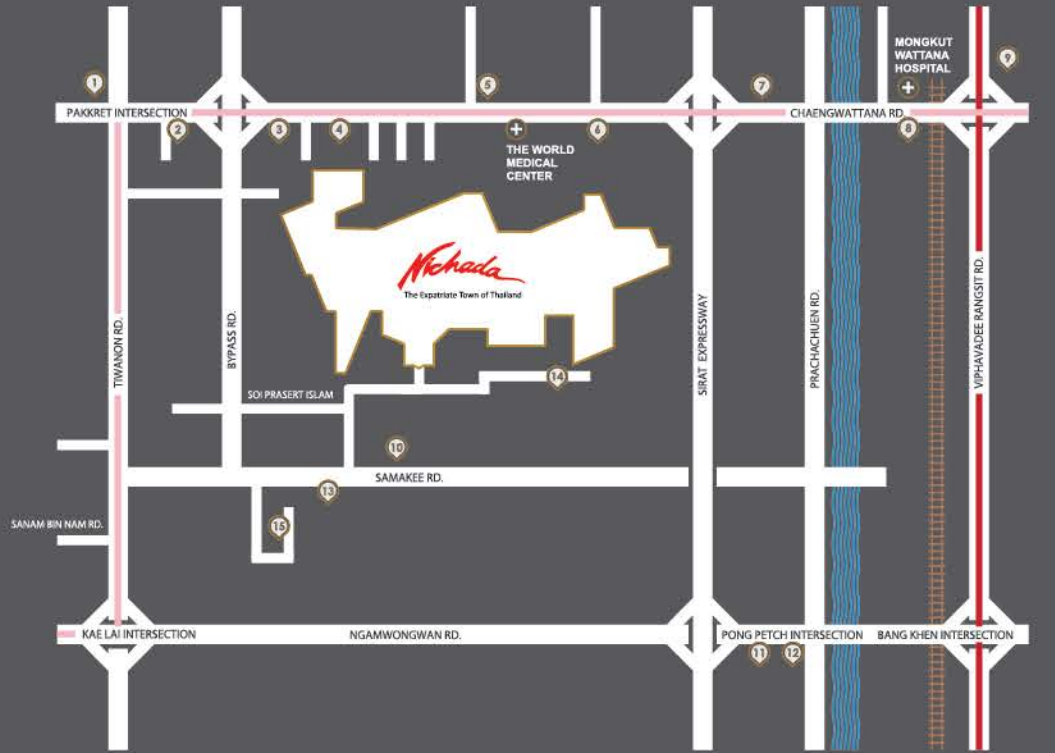 MONGKUT
WATTANA
HOSPITAL
9
1
5
7
PAKKRET INTERSECTION
CHAENGWATTANA RD.
2
3
4
6
8
THE WORLD
MEDICAL
CENTER
Nichada
The Expatriate Town of Thailand
TIWANON RD.
BYPASS RD.
SIRAT EXPRESSWAY
PRACHACHUEN RD.
VIPHAVADEE RANGSIT RD.
14
SOI PRASERT ISLAM
10
SAMAKEE RD.
13
SANAM BIN NAM RD.
15
KAE LAI INTERSECTION
NGAMWONGWAN RD.
PONG PETCH INTERSECTION
BANG KHEN INTERSECTION
11
12